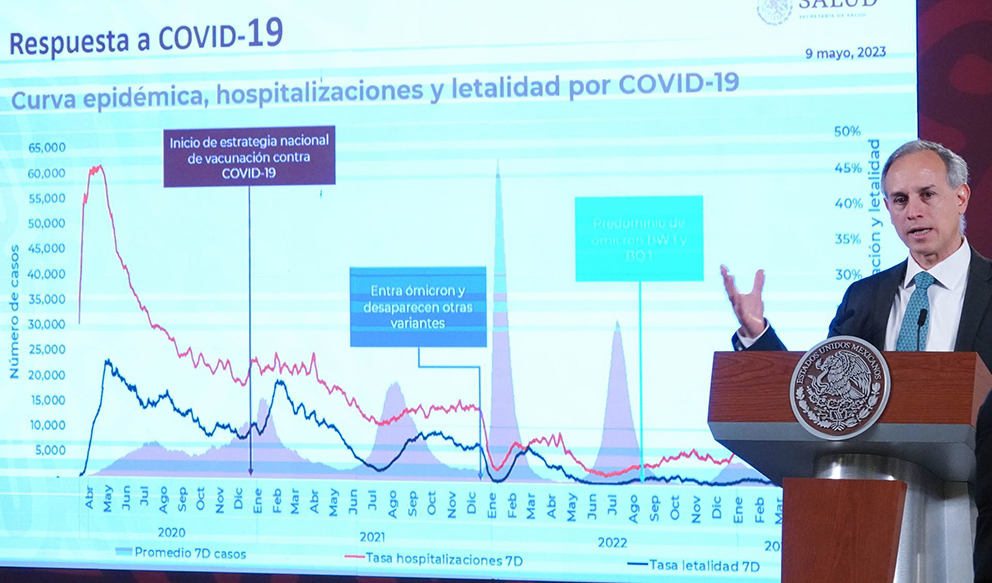 SALUD
SECRETARÍA DE SALUD
Respuesta a COVID-19
9 mayo, 2023
Curva epidémica, hospitalizaciones y letalidad por COVID-19
Inicio de estrategia nacional
de vacunación contra
COVID-19
Predominio de
ómicron BW.1 y
BQ.1
Entra ómicron y
desaparecen otras
variantes
Número de casos
65,000
60,000
55,000
50,000
45,000
40,000
35,000
30,000
25,000
20,000
15,000
10,000
5,000
-
50%
45%
40%
35%
30%
y letalidad
Abr May Jun Jul Ago Sep Oct Nov Dic Ene Feb Mar Abr May Jun Jul Ago Sep Oct Nov Dic Ene Feb Mar Abr May Jun Jul Ago Sep Oct Nov Dic Ene Feb Mar
2020 2021 2022
Promedio 7D casos Tasa hospitalizaciones 7D Tasa letalidad 7D
ESTADOS UNIDOS MEXICANOS